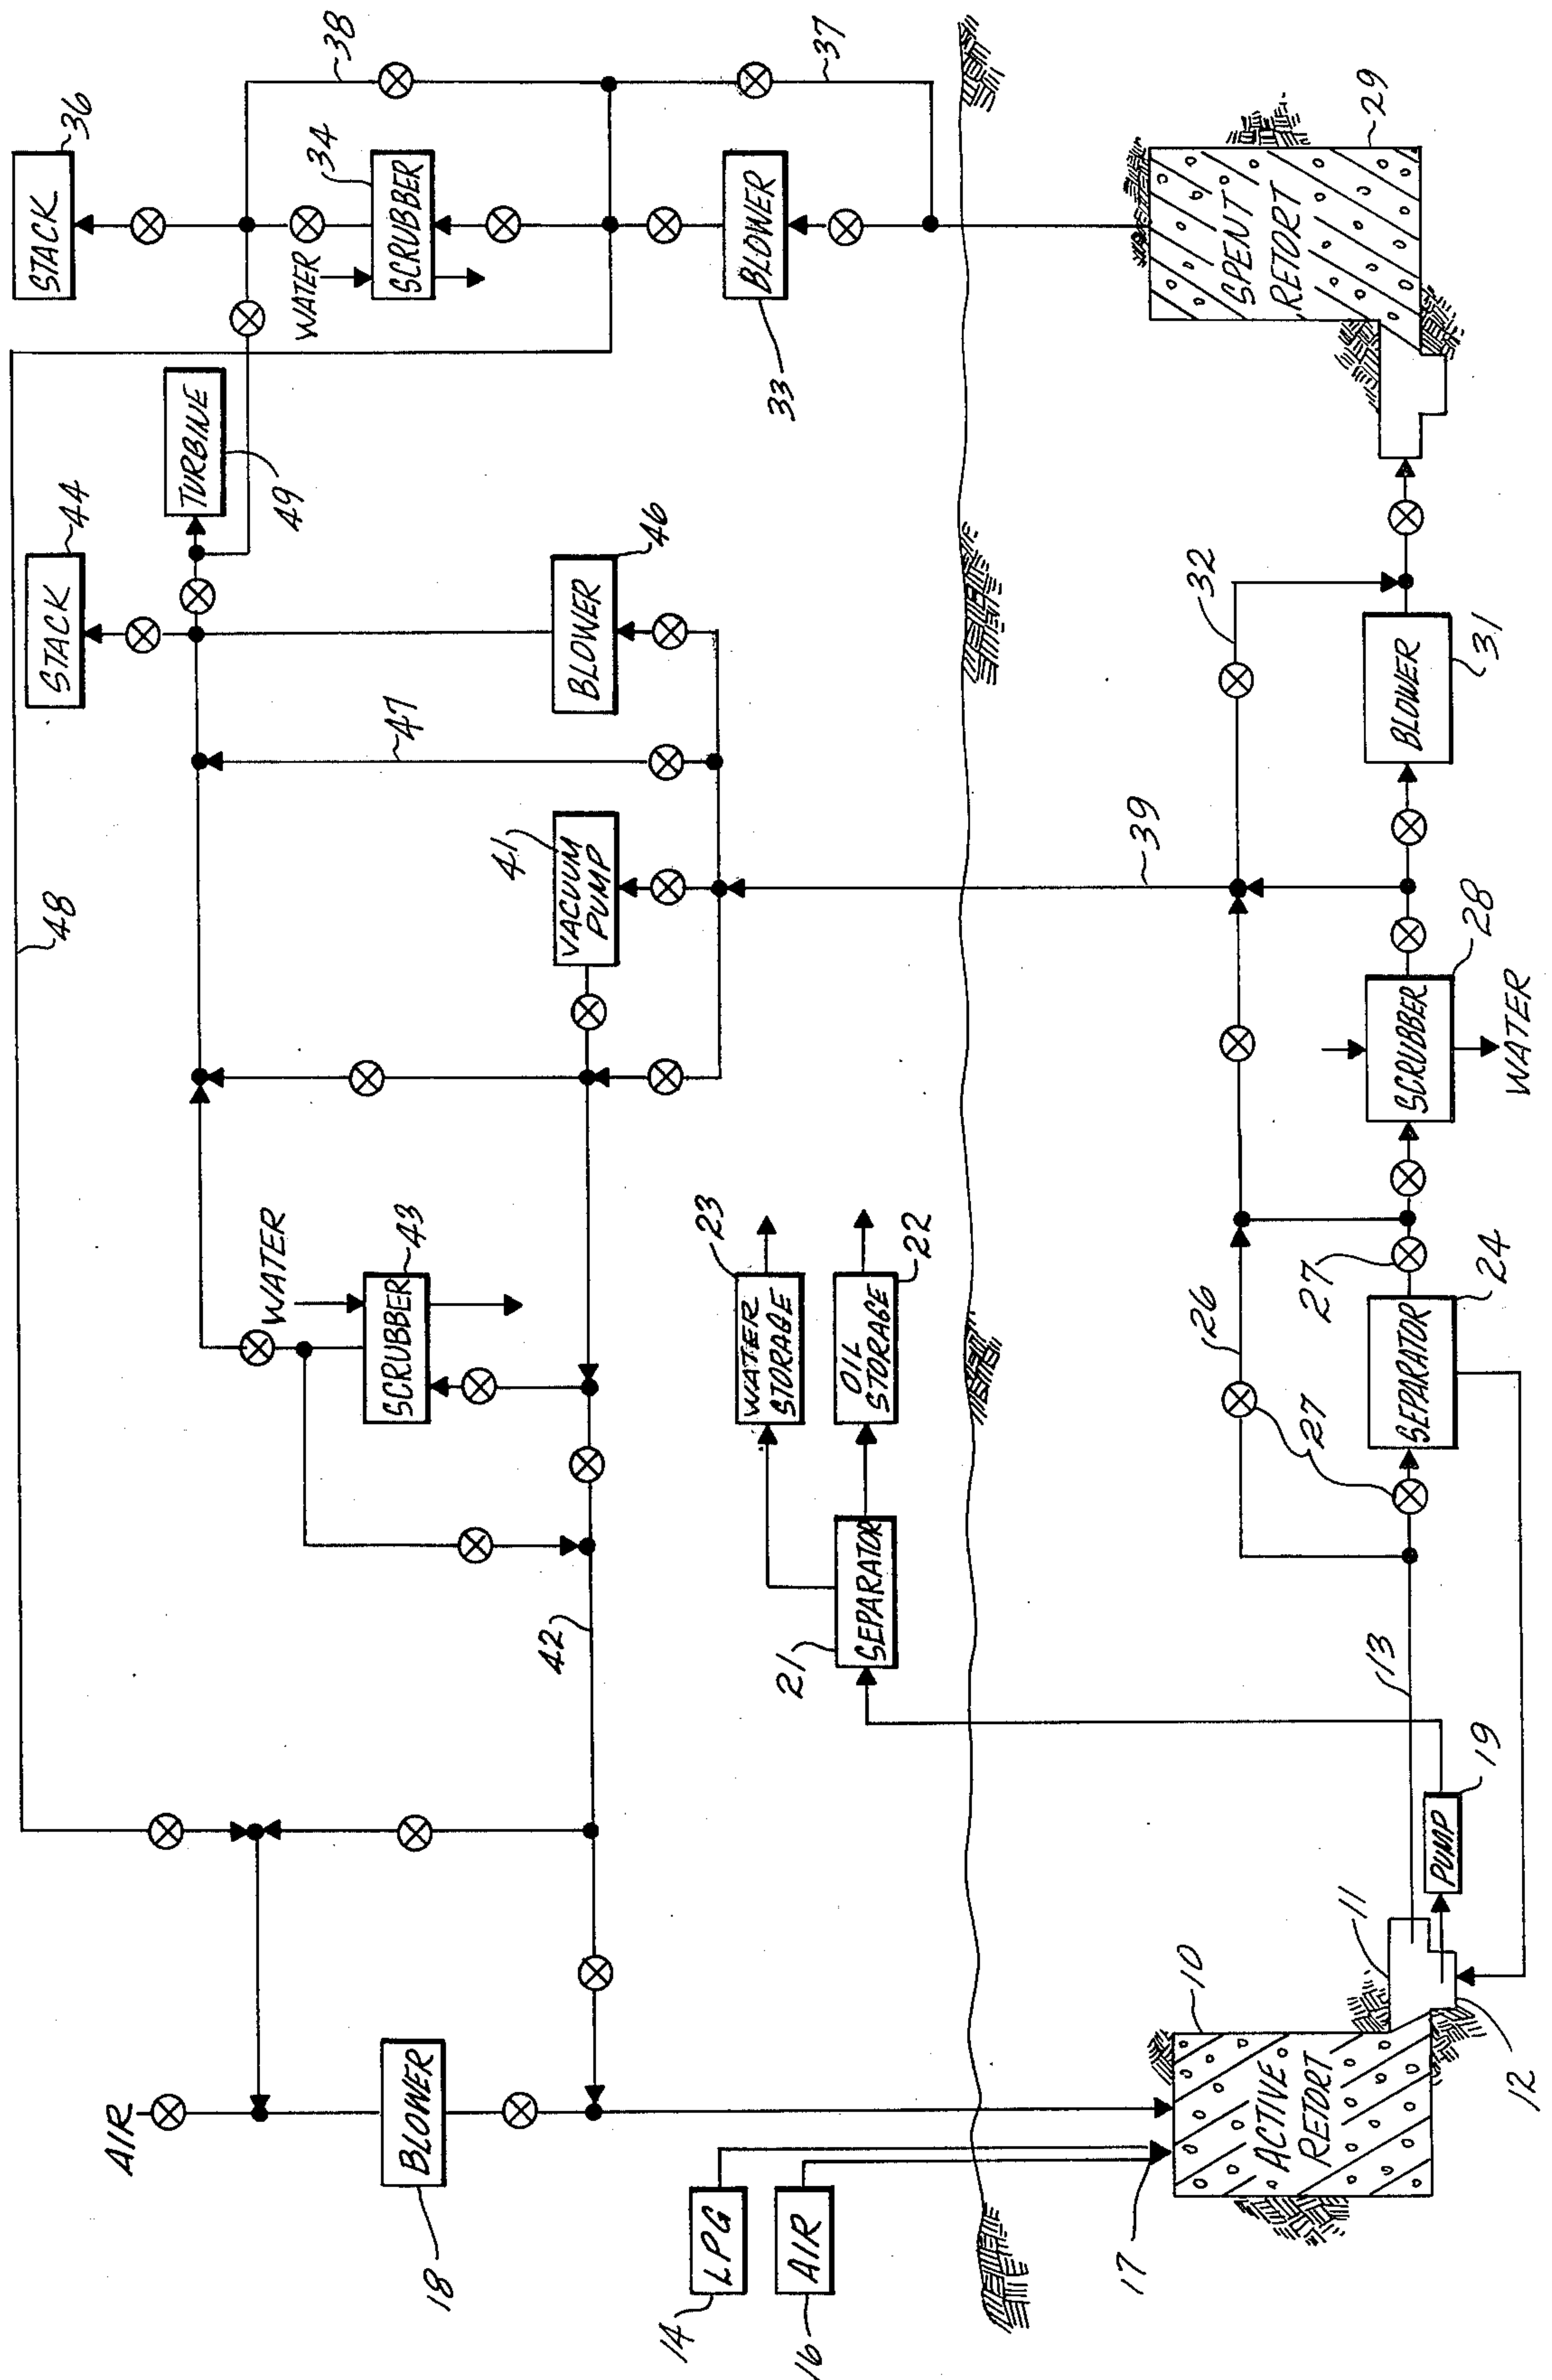 AIR
BLOWER
18
LPG
14
AIR
16
17
ACTIVE
RETORT
10
11
12
PUMP
19
13
SEPARATOR
21
WATER
STORAGE
23
OIL
STORAGE
22
42
48
WATER
SCRUBBER
43
VACUUM
PUMP
41
47
BLOWER
46
STACK
44
TURBINE
49
STACK
36
38
WATER
SCRUBBER
34
37
BLOWER
33
26
27
27
SEPARATOR
24
SCRUBBER
28
WATER
39
32
BLOWER
31
SPENT
RETORT
29